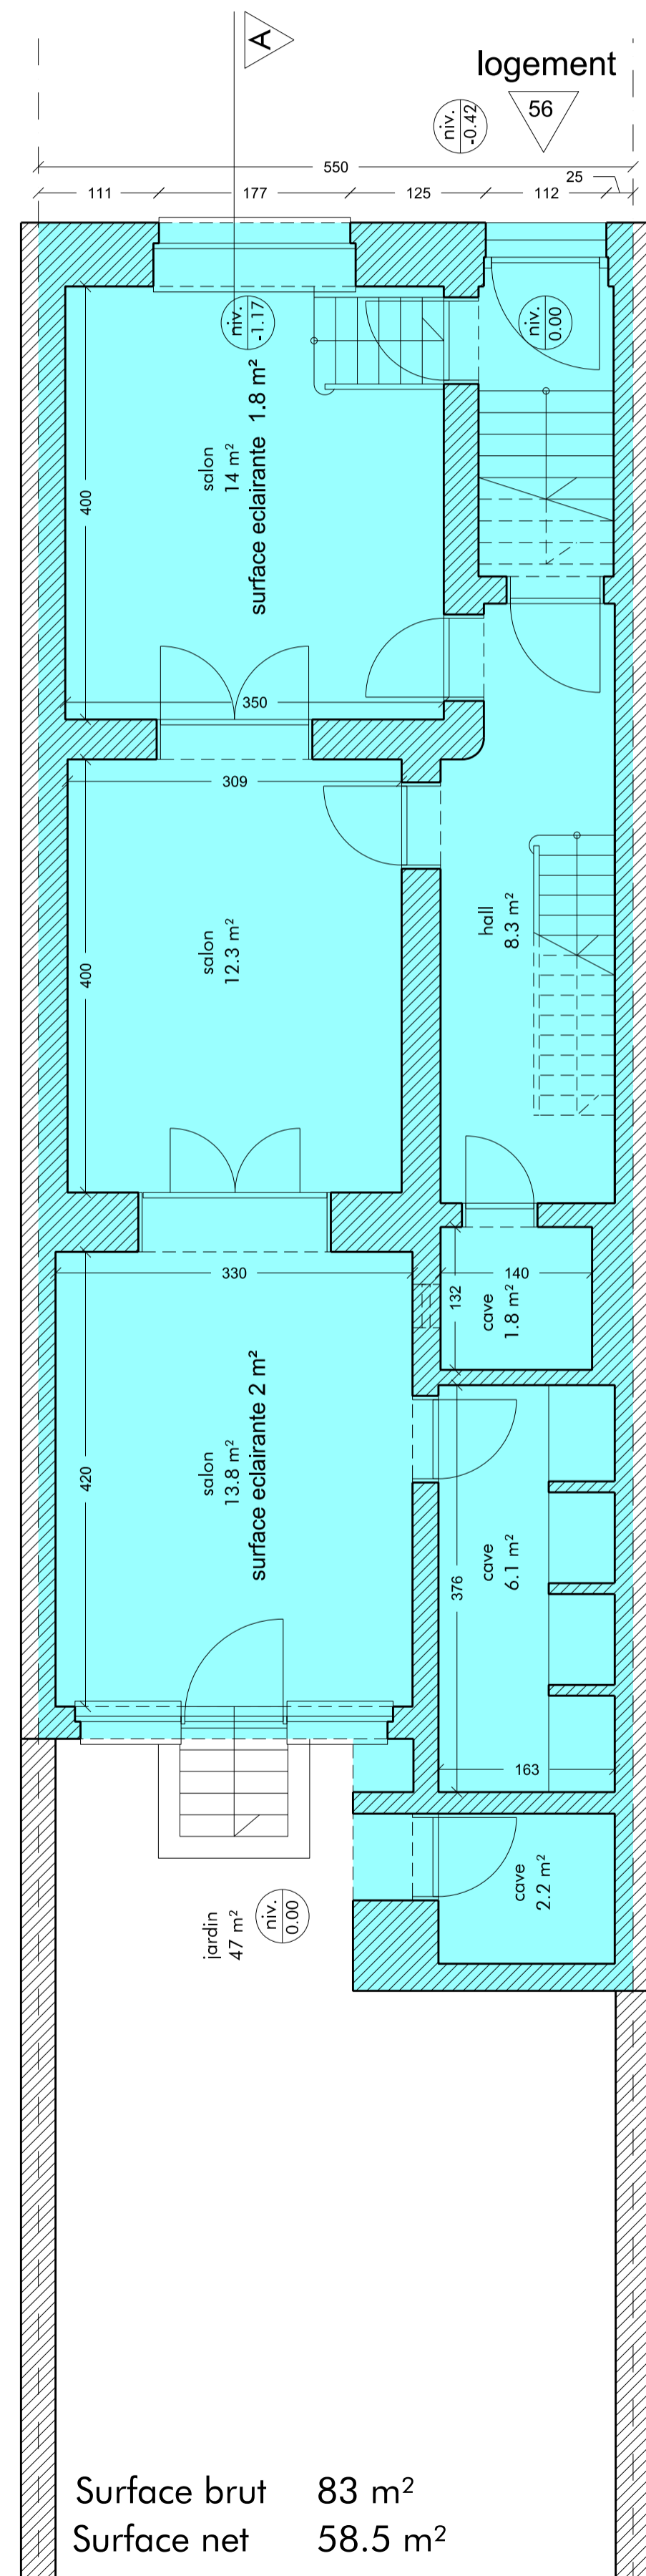 A
logement
56
niv.
-0.42
550
25
111
177
125
112
niv.
-1.17
niv.
0.00
salon
14 m²
surface eclairante 1.8 m²
400
350
309
salon
12.3 m²
400
hall
8.3 m²
330
140
132
cave
1.8 m²
salon
13.8 m²
surface eclairante 2 m²
420
cave
6.1 m²
376
163
cave
2.2 m²
jardin
47 m²
niv.
0.00
Surface brut 83 m²
Surface net 58.5 m²